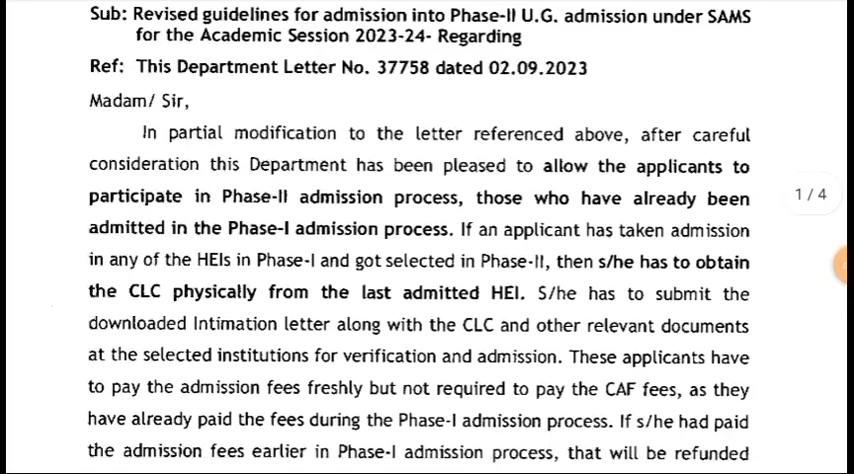 Sub: Revised guidelines for admission into Phase-II U.G. admission under SAMS
for the Academic Session 2023-24- Regarding
Ref: This Department Letter No. 37758 dated 02.09.2023
Madam/ Sir,
In partial modification to the letter referenced above, after careful
consideration this Department has been pleased to allow the applicants to
participate in Phase-II admission process, those who have already been
1 / 4
admitted in the Phase-I admission process. If an applicant has taken admission
in any of the HEIs in Phase-I and got selected in Phase-II, then s/he has to obtain
the CLC physically from the last admitted HEI. S/he has to submit the
downloaded Intimation letter along with the CLC and other relevant documents
at the selected institutions for verification and admission. These applicants have
to pay the admission fees freshly but not required to pay the CAF fees, as they
have already paid the fees during the Phase-I admission process. If s/he had paid
the admission fees earlier in Phase-I admission process, that will be refunded